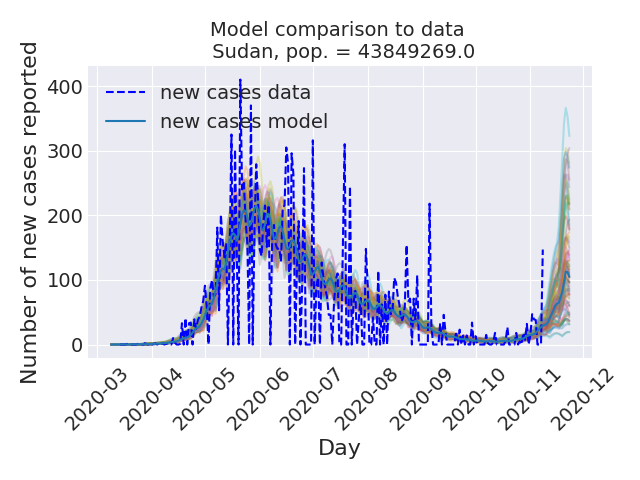 Model comparison to data
Sudan, pop. = 43849269.0
Number of new cases reported
400
300
200
100
0
new cases data
new cases model
2020-03
2020-04
2020-05
2020-06
2020-07
2020-08
2020-09
2020-10
2020-11
2020-12
Day